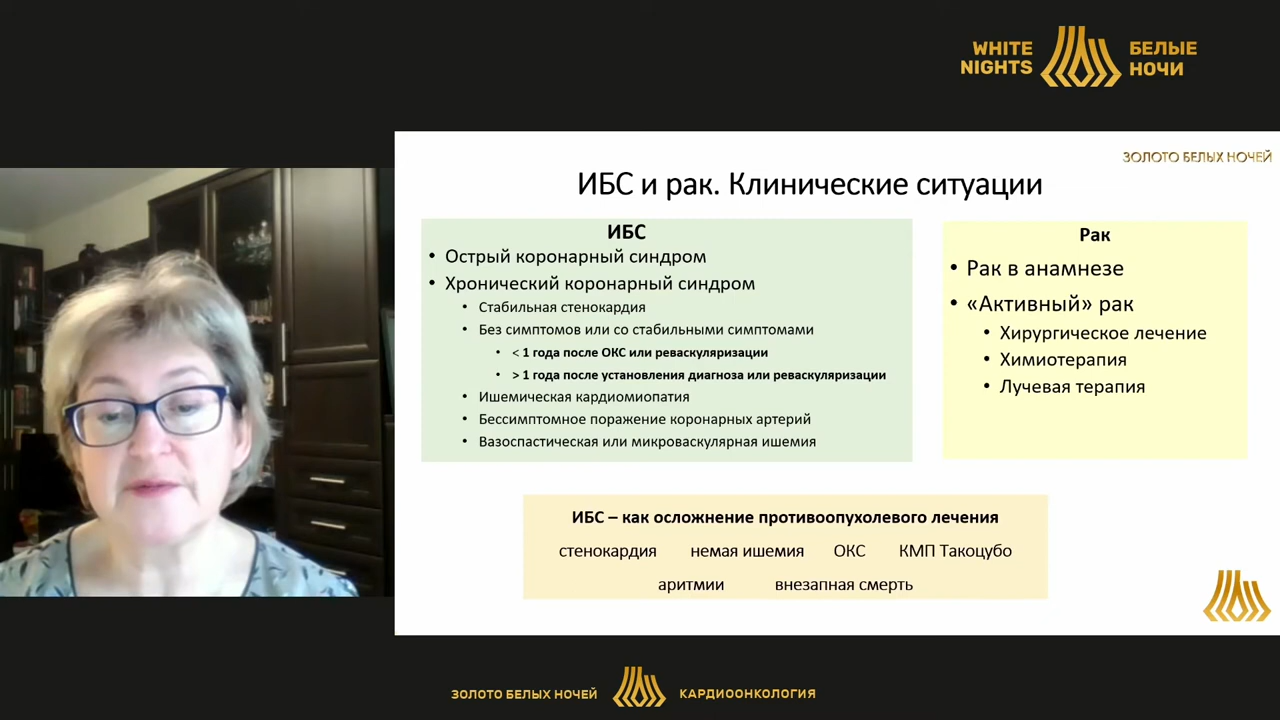 WHITE
NIGHTS
БЕЛЫЕ
НОЧИ
ЗОЛОТО БЕЛЫХ НОЧЕЙ
ИБС и рак. Клинические ситуации
ИБС
• Острый коронарный синдром
• Хронический коронарный синдром
• Стабильная стенокардия
• Без симптомов или со стабильными симптомами
• < 1 года после ОКС или реваскуляризации
• > 1 года после установления диагноза или реваскуляризации
• Ишемическая кардиомиопатия
• Бессимптомное поражение коронарных артерий
• Вазоспастическая или микроваскулярная ишемия
Рак
• Рак в анамнезе
• «Активный» рак
• Хирургическое лечение
• Химиотерапия
• Лучевая терапия
ИБС – как осложнение противоопухолевого лечения
стенокардия немая ишемия ОКС КМП Такоцубо
аритмии внезапная смерть
ЗОЛОТО БЕЛЫХ НОЧЕЙ
КАРДИООНКОЛОГИЯ